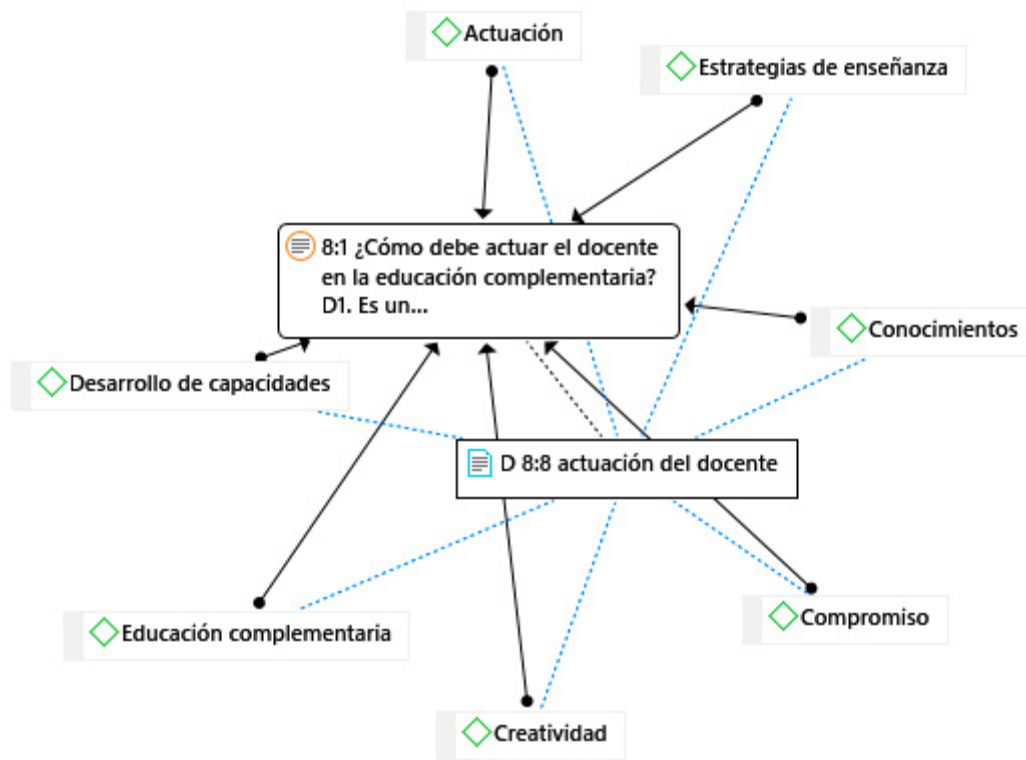 Actuación
Estrategias de enseñanza
8:1 ¿Cómo debe actuar el docente
en la educación complementaria?
D1. Es un...
Conocimientos
Desarrollo de capacidades
D 8:8 actuación del docente
Compromiso
Educación complementaria
Creatividad